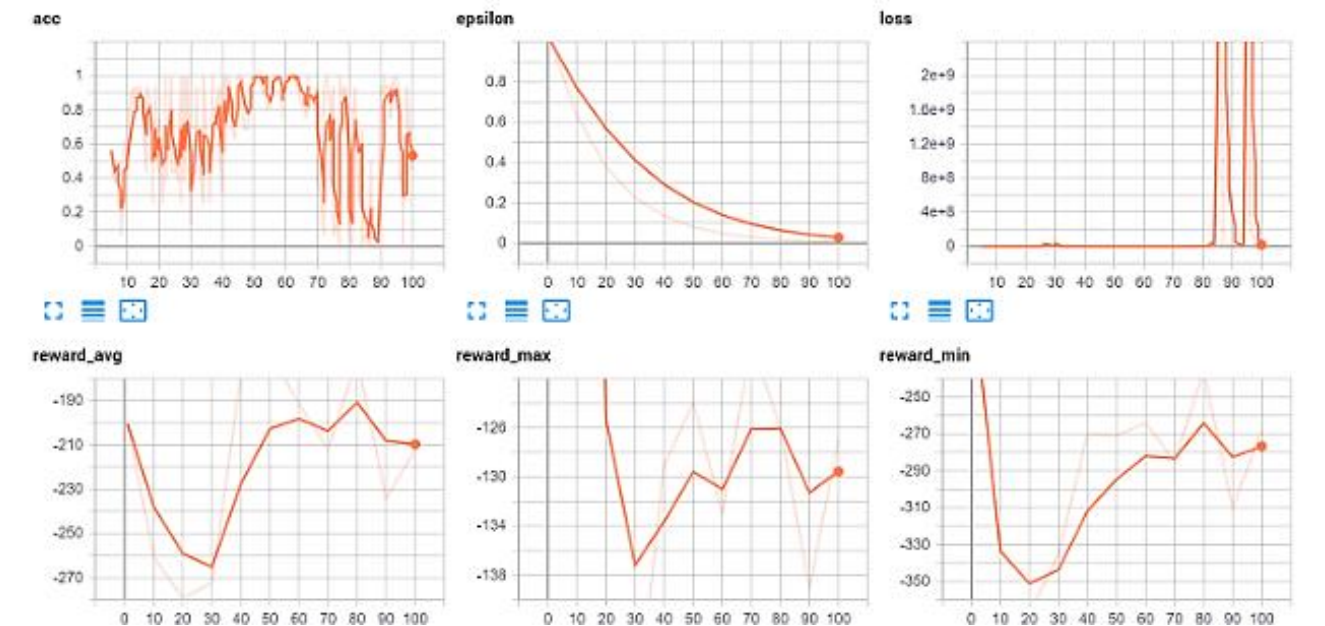 acc epsilon loss
1 0.8 0.6 0.4 0.2 0
0.8 0.6 0.4 0.2 0
2e+9 1.6e+9 1.2e+9 8e+8 4e+8 0
10 20 30 40 50 60 70 80 90 100
0 10 20 30 40 50 60 70 80 90 100
10 20 30 40 50 60 70 80 90 100
reward_avg reward_max reward_min
-190 -210 -230 -250 -270
-126 -130 -134 -138
-250 -270 -290 -310 -330 -350
0 10 20 30 40 50 60 70 80 90 100
0 10 20 30 40 50 60 70 80 90 100
0 10 20 30 40 50 60 70 80 90 100